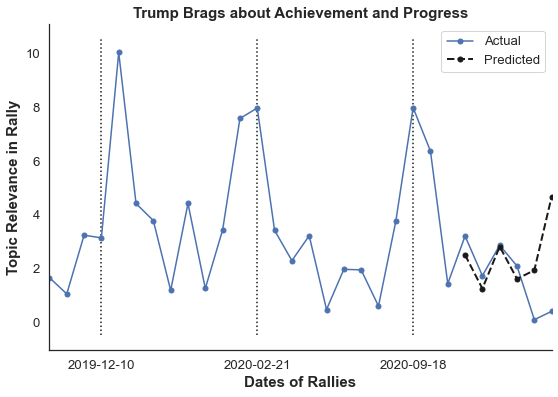 Trump Brags about Achievement and Progress
Actual
Predicted
Topic Relevance in Rally
10
8
6
4
2
0
2019-12-10
2020-02-21
2020-09-18
Dates of Rallies